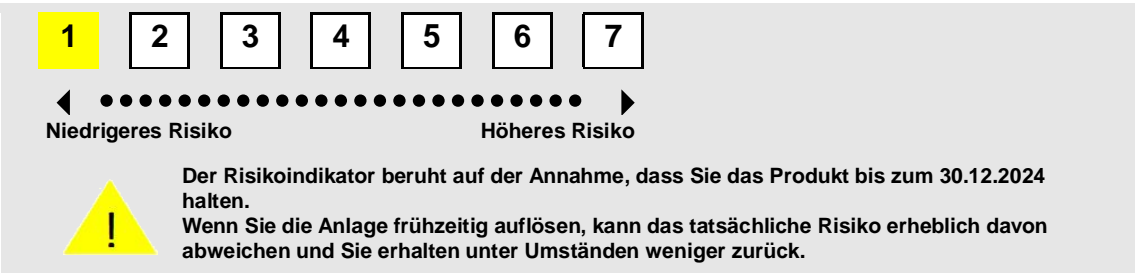 1 2 3 4 5 6 7
Niedrigeres Risiko Höheres Risiko
! Der Risikoindikator beruht auf der Annahme, dass Sie das Produkt bis zum 30.12.2024
halten.
Wenn Sie die Anlage frühzeitig auflösen, kann das tatsächliche Risiko erheblich davon
abweichen und Sie erhalten unter Umständen weniger zurück.